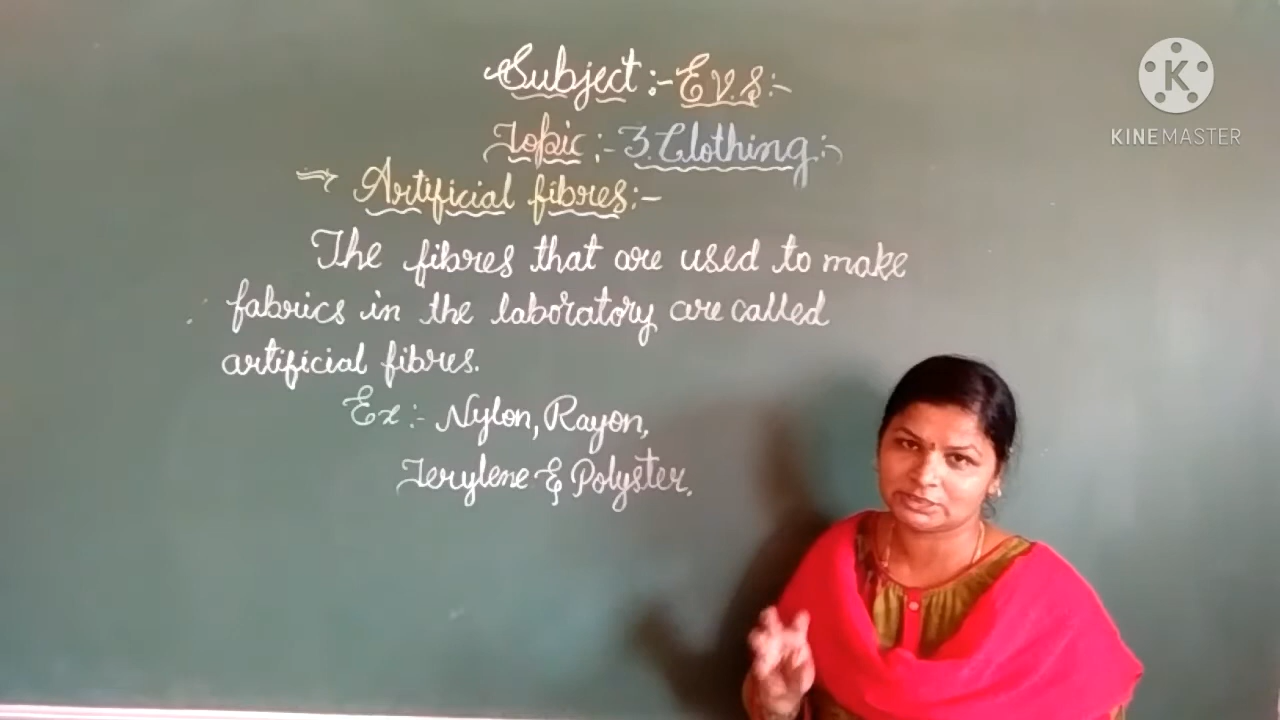 Subject :- E.V.S :-
Topic :- 3. Clothing :-
⇒ Artificial fibres :-
The fibres that are used to make
fabrics in the laboratory are called
artificial fibres.
Ex :- Nylon, Rayon,
Terylene & Polyster.
K
KINEMASTER